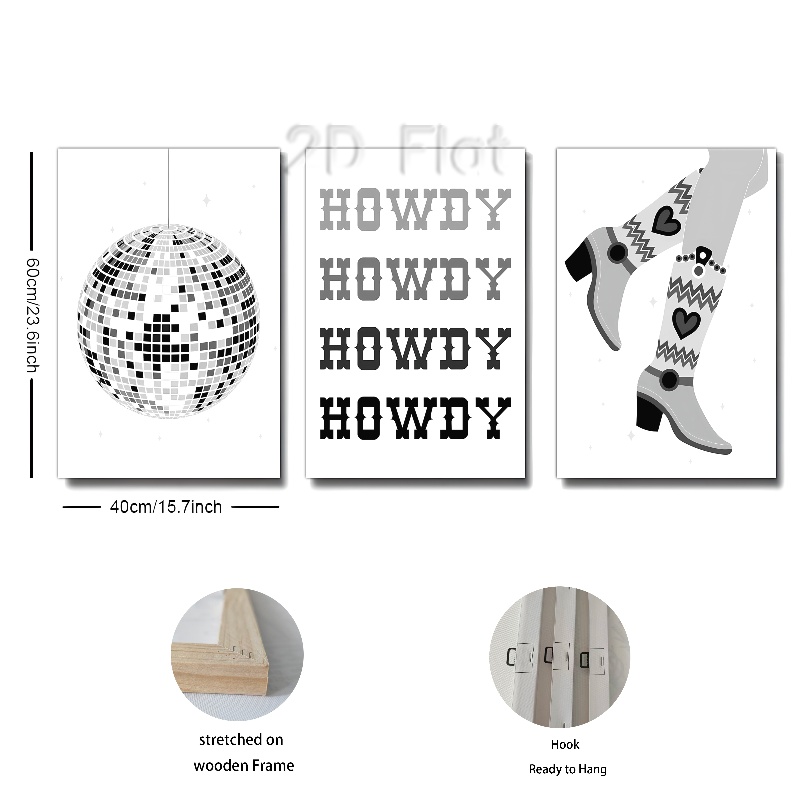 2D Flat
HOWDY
HOWDY
HOWDY
HOWDY
60cm/23.6inch
40cm/15.7inch
stretched on
wooden Frame
Hook
Ready to Hang